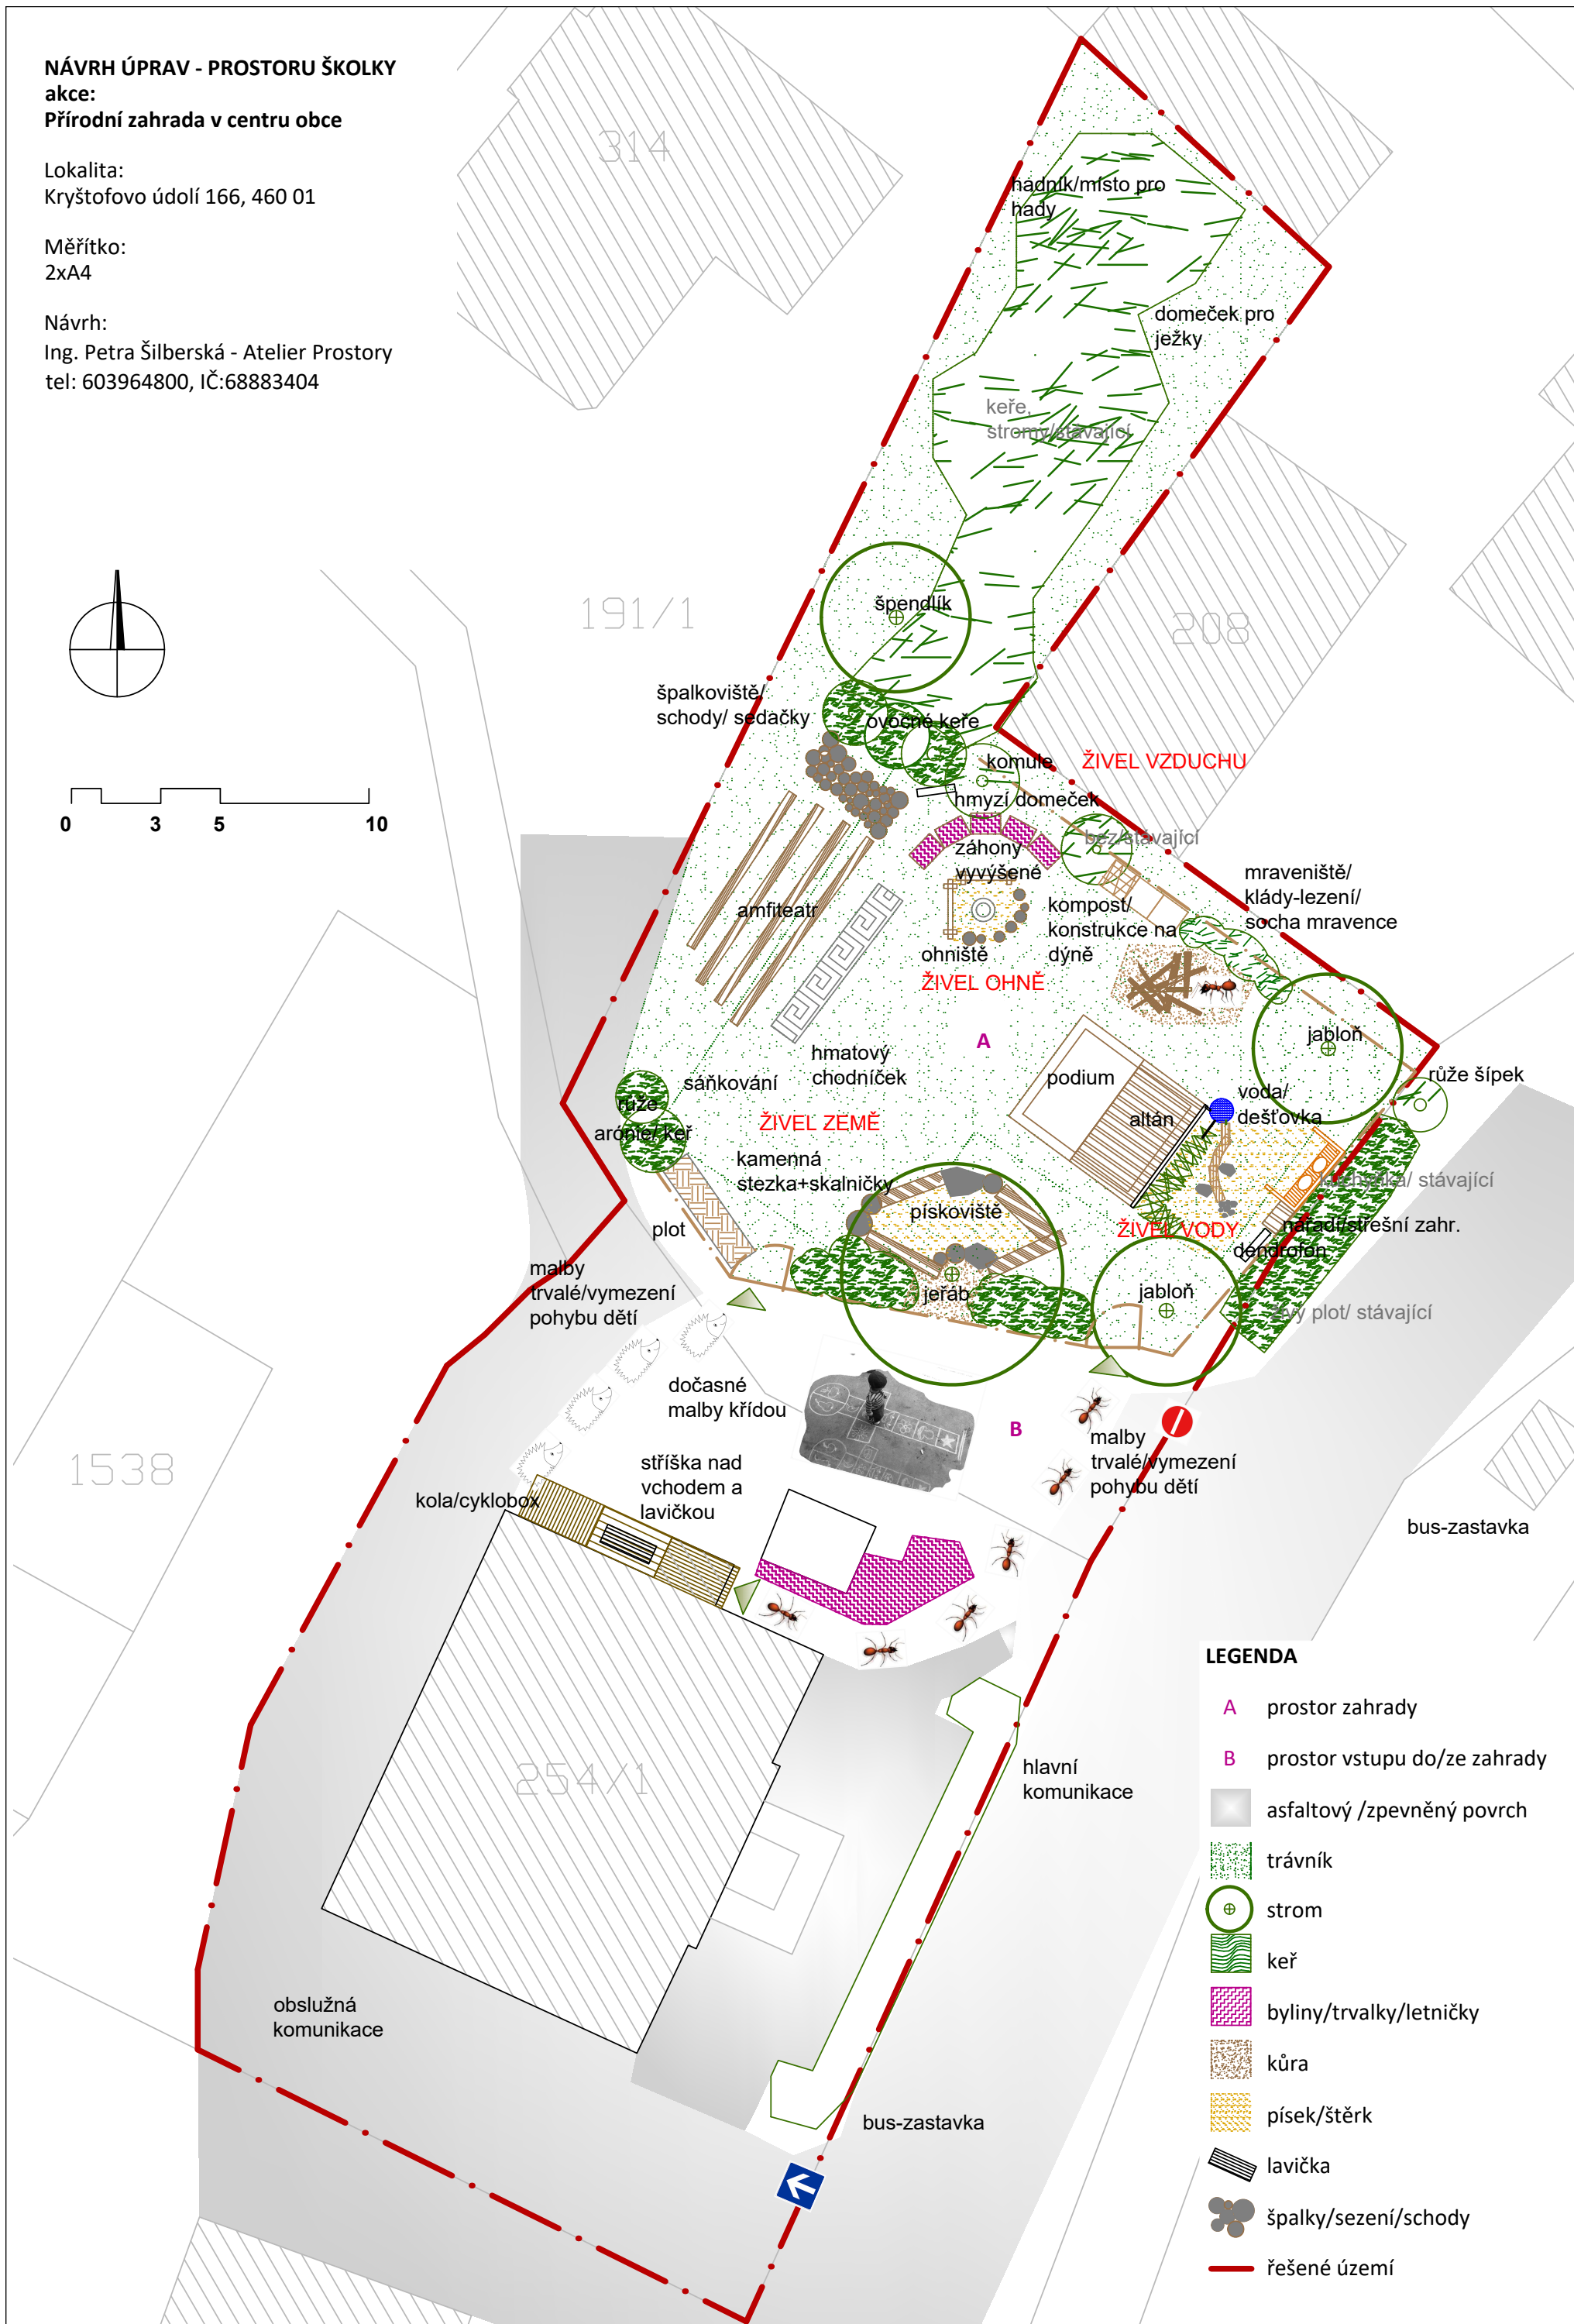 NÁVRH ÚPRAV - PROSTORU ŠKOLKY
akce:
Přírodní zahrada v centru obce
Lokalita:
Kryštofovo údolí 166, 460 01
Měřítko:
2xA4
Návrh:
Ing. Petra Šilberská - Atelier Prostory
tel: 603964800, IČ:68883404
314
hadník/místo pro
hady
domeček pro
ježky
keře,
stromy/stávající
191/1
208
špendlík
špalkoviště/
schody/ sedačky
ovocné keře
komule
ŽIVEL VZDUCHU
hmyzí domeček
0 3 5 10
bez/stávající
záhony
vyvýšené
mraveniště/
klády-lezení/
socha mravence
amfiteatr
kompost/
konstrukce na
dýně
ohniště
ŽIVEL OHNĚ
A
jabloň
hmatový
chodníček
podium
sáňkování
růže šípek
voda/
dešťovka
růže
altán
ŽIVEL ZEMĚ
arónie/ keř
kamenná
stezka+skalničky
kuchyňka/ stávající
pískoviště
plot
ŽIVEL VODY
nářadí/střešní zahr.
dendrofon
malby
trvalé/vymezení
pohybu dětí
jeřáb
jabloň
živý plot/ stávající
dočasné
malby křídou
B
malby
trvalé/vymezení
pohybu dětí
1538
stříška nad
vchodem a
lavičkou
kola/cyklobox
bus-zastavka
254/1
hlavní
komunikace
obslužná
komunikace
bus-zastavka
LEGENDA
A prostor zahrady
B prostor vstupu do/ze zahrady
asfaltový /zpevněný povrch
trávník
strom
keř
byliny/trvalky/letničky
kůra
písek/štěrk
lavička
špalky/sezení/schody
řešené území